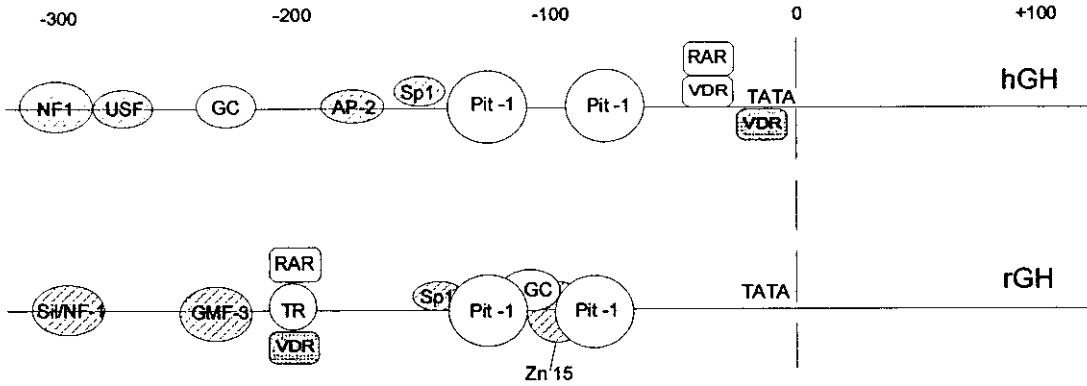 -300 -200 -100 0 +100
RAR
hGH
NF1 USF GC AP-2 Sp1 Pit -1 Pit -1 VDR TATA
VDR
RAR
rGH
Sil/NF-1 GMF-3 TR Sp1 Pit -1 GC Pit -1 TATA
VDR
Zn 15